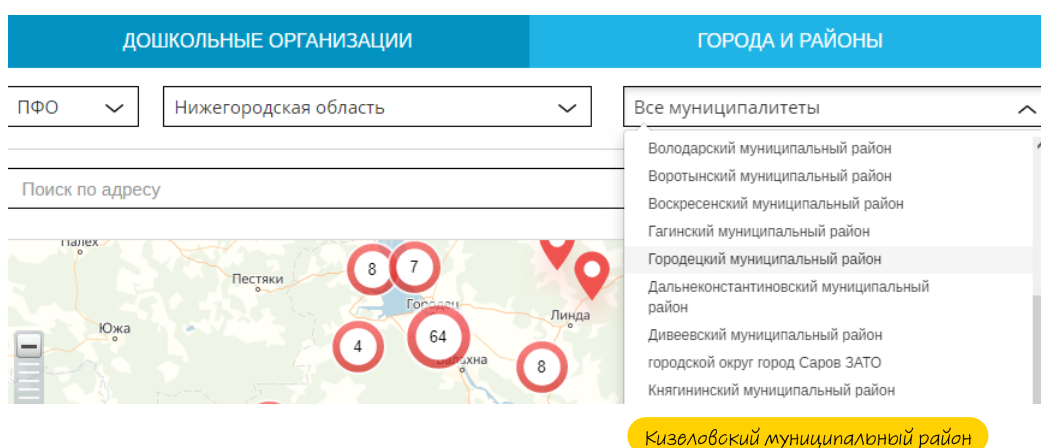 ДОШКОЛЬНЫЕ ОРГАНИЗАЦИИ ГОРОДА И РАЙОНЫ
ПФО Нижегородская область Все муниципалитеты
Володарский муниципальный район
Воротынский муниципальный район
Воскресенский муниципальный район
Гагинский муниципальный район
Городецкий муниципальный район
Дальнеконстантиновский муниципальный
район
Дивеевский муниципальный район
городской округ город Саров ЗАТО
Княгининский муниципальный район
Поиск по адресу
Палех
Пестяки
8
7
Городец
Линда
Южа
4
64
Балахна
8
Кизеловский муниципальный район